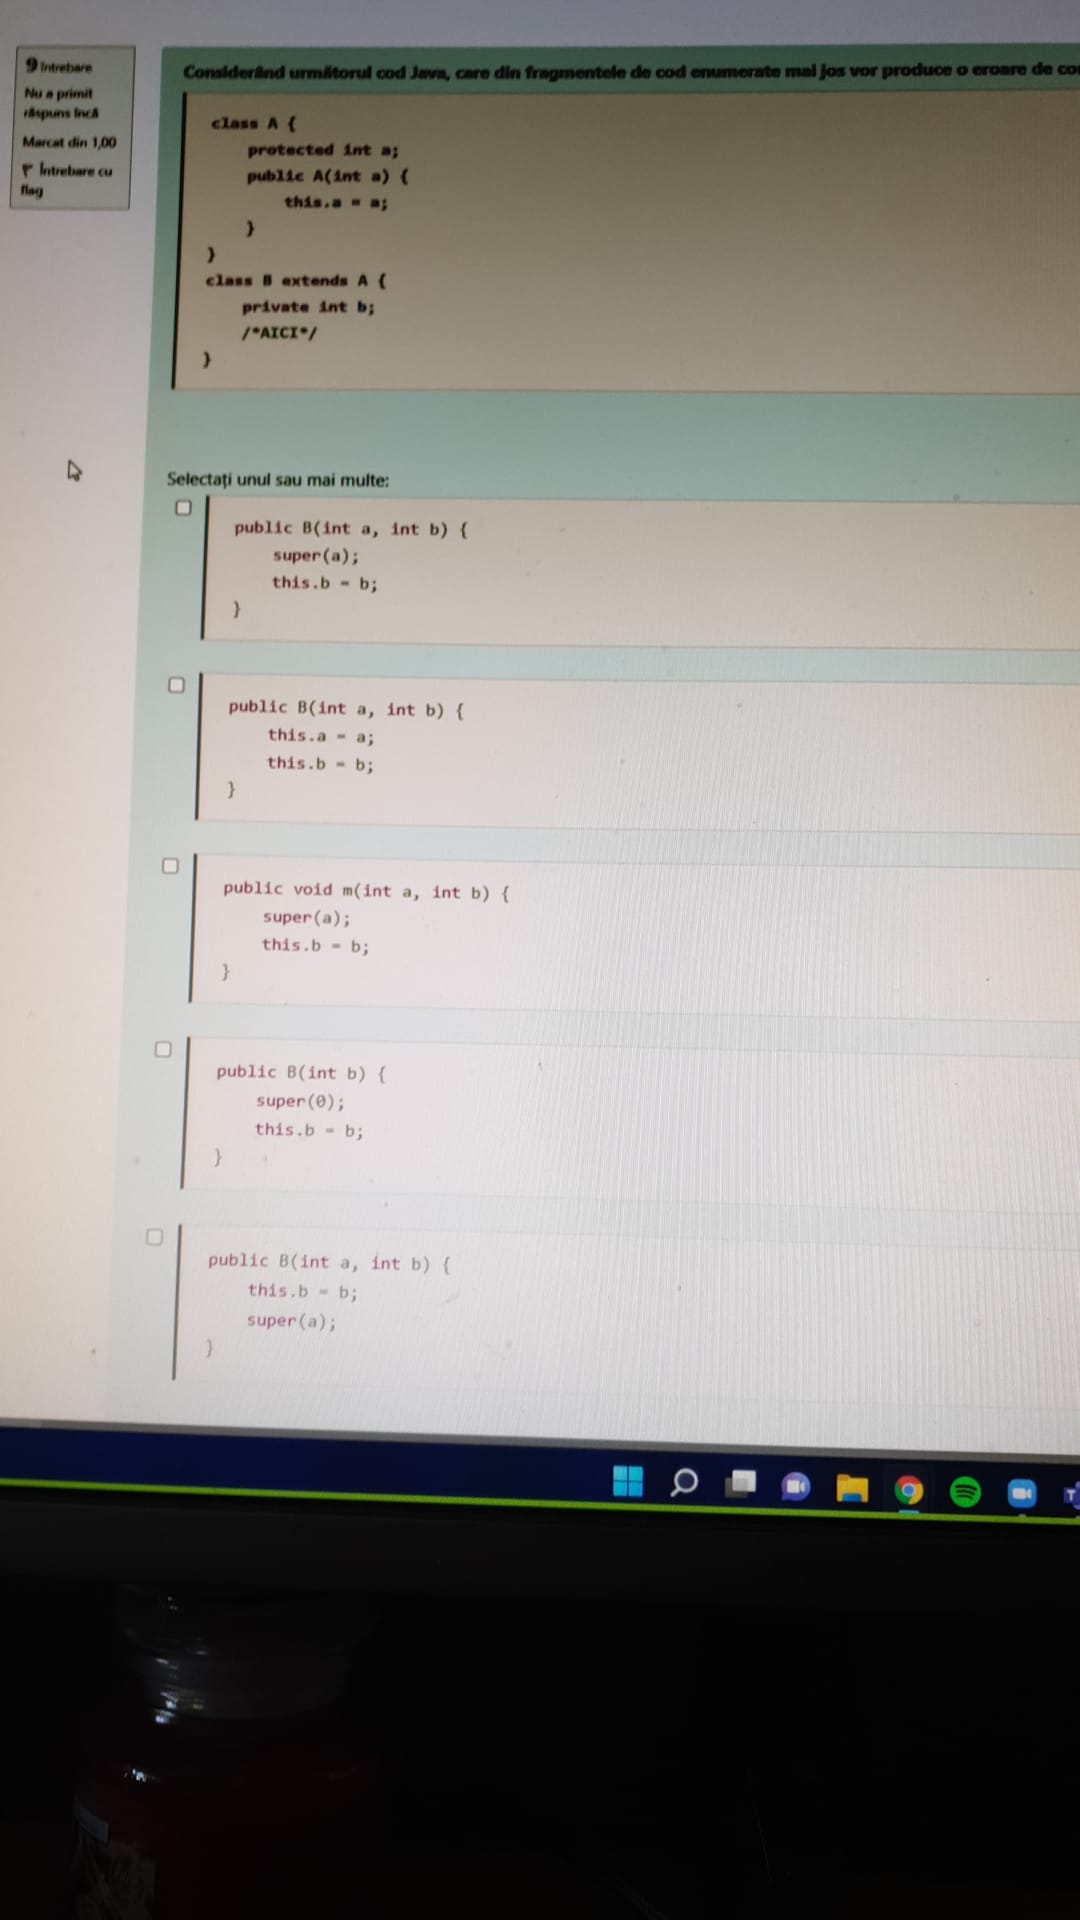 9 Întrebare
Nu a primit
răspuns încă
Marcat din 1,00
Întrebare cu
flag
Considerând următorul cod Java, care din fragmentele de cod enumerate mai jos vor produce o eroare de
class A {
protected int a;
public A(int a) {
this.a = a;
}
}
class B extends A {
private int b;
/*AICI*/
}
Selectați unul sau mai multe:
public B(int a, int b) {
super(a);
this.b = b;
}
public B(int a, int b) {
this.a = a;
this.b = b;
}
public void m(int a, int b) {
super(a);
this.b = b;
}
public B(int b) {
super(0);
this.b = b;
}
public B(int a, int b) {
this.b = b;
super(a);
}
T